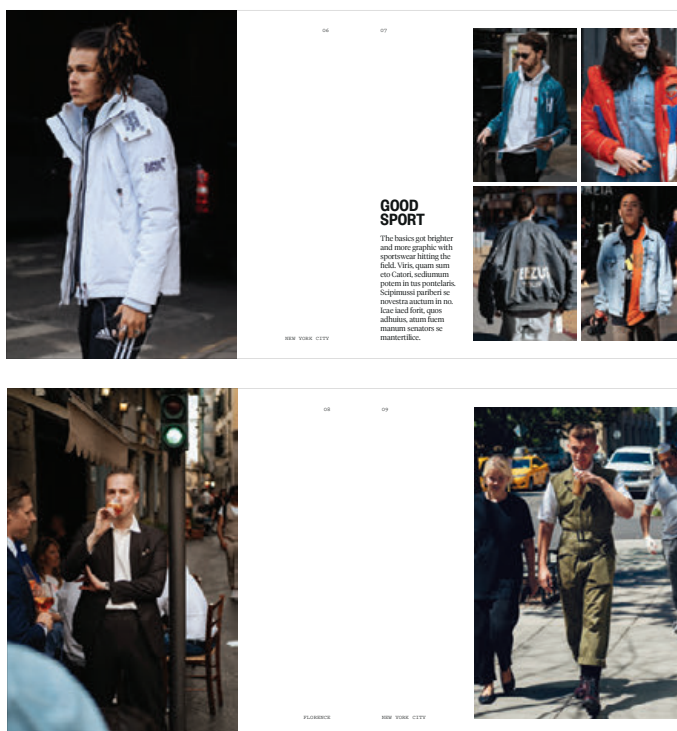 06
07
GOOD
SPORT
The basics got brighter
and more graphic with
sportswear hitting the
field. Viris, quam sum
eto Catori, sediumum
potem in tus pontelaris.
Scipimussi pariberi se
novestra auctum in no.
Icae iaed forit, quos
adhuius, atum fuem
manum senators se
mantertilice.
NEW YORK CITY
adidas
YEEZUS
08
09
FLORENCE
NEW YORK CITY